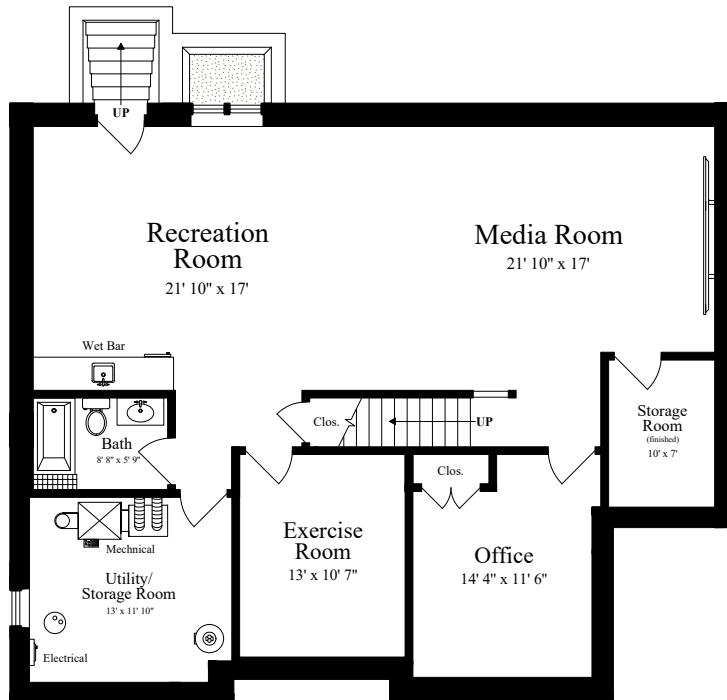 UP
Recreation
Room
21' 10" x 17'
Media Room
21' 10" x 17'
Wet Bar
Bath
8' 8" x 5' 9"
Clos.
UP
Storage
Room
(finished)
10' x 7'
Clos.
Mechnical
Utility/
Storage Room
13' x 11' 10"
Electrical
Exercise
Room
13' x 10' 7"
Office
14' 4" x 11' 6"